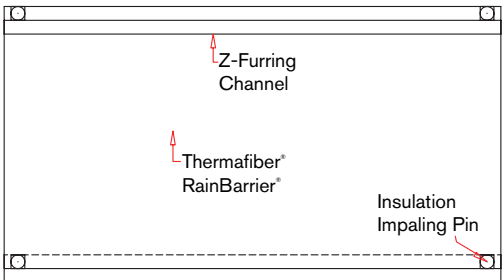 Z-Furring
Channel
Thermafiber®
RainBarrier®
Insulation
Impaling Pin